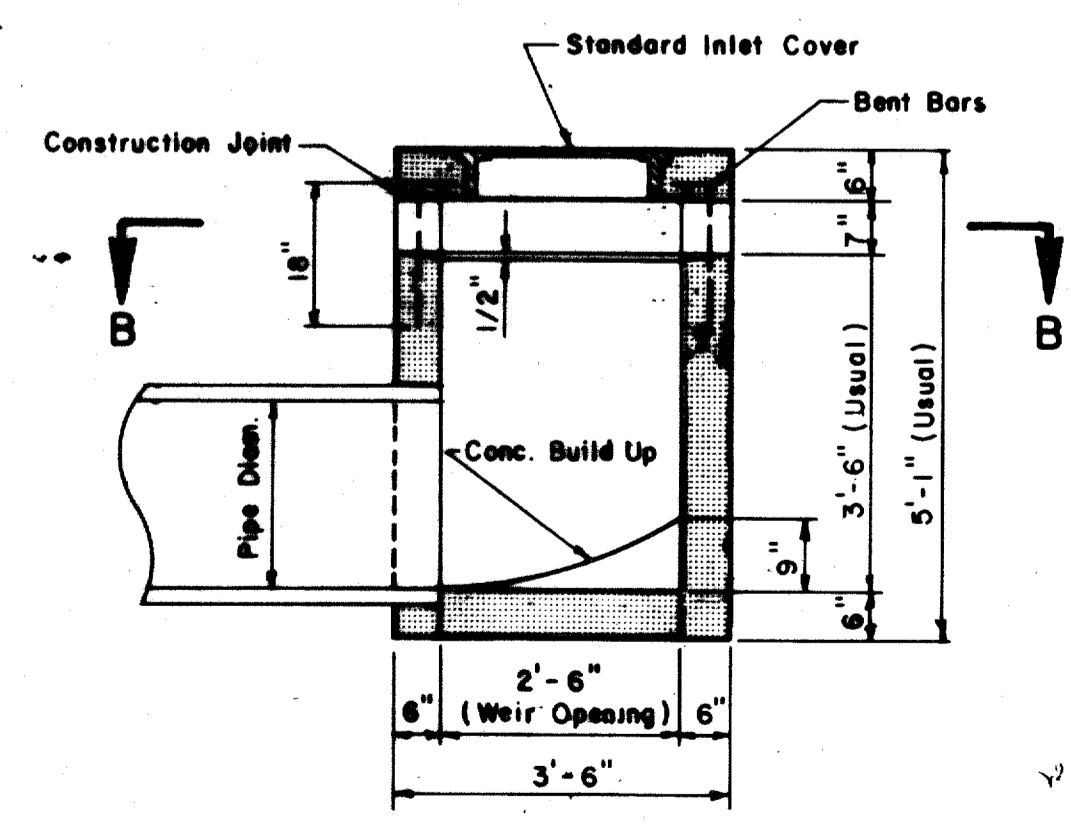 Standard Inlet Cover
Bent Bars
Construction Joint
6"
7"
18"
1/2"
B
B
3'-6" (Usual)
5'-1" (Usual)
Pipe Diam.
Conc. Build Up
9"
6"
2'-6"
6" (Weir Opening) 6"
3'-6"